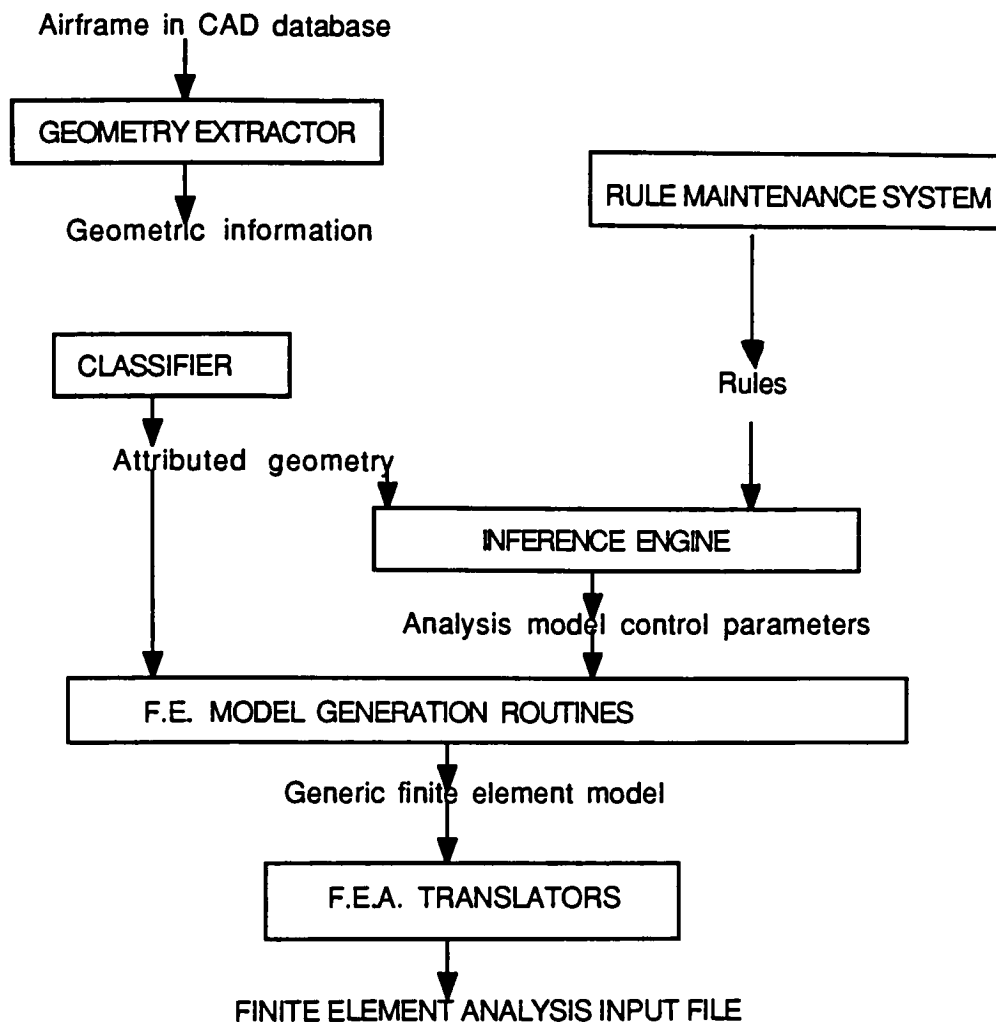 Airframe in CAD database
GEOMETRY EXTRACTOR
Geometric information
RULE MAINTENANCE SYSTEM
CLASSIFIER
Rules
Attributed geometry
INFERENCE ENGINE
Analysis model control parameters
F.E. MODEL GENERATION ROUTINES
Generic finite element model
F.E.A. TRANSLATORS
FINITE ELEMENT ANALYSIS INPUT FILE